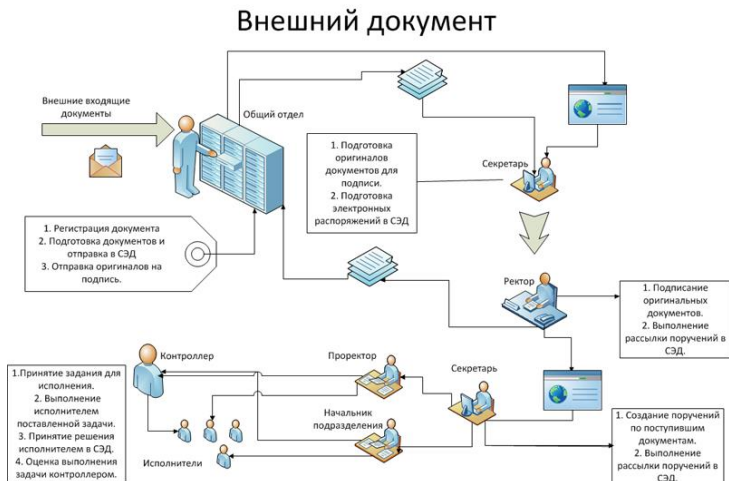 Внешний документ
Внешние входящие
документы
Общий отдел
1. Регистрация документа
2. Подготовка документов и
отправка в СЭД
3. Отправка оригиналов на
подпись.
1. Подготовка
оригиналов
документов для
подписи.
2. Подготовка
электронных
распоряжений в СЭД
Секретарь
Ректор
1. Подписание
оригинальных
документов.
2. Выполнение
рассылки поручений в
СЭД.
Контроллер
Проректор
Секретарь
Начальник
подразделения
Исполнители
1.Принятие задания для
исполнения.
2. Выполнение
исполнителем
поставленной задачи.
3. Принятие решения
исполнителем в СЭД.
4. Оценка выполнения
задачи контроллером.
1. Создание поручений
по поступившим
документам.
2. Выполнение
рассылки поручений в
СЭД.